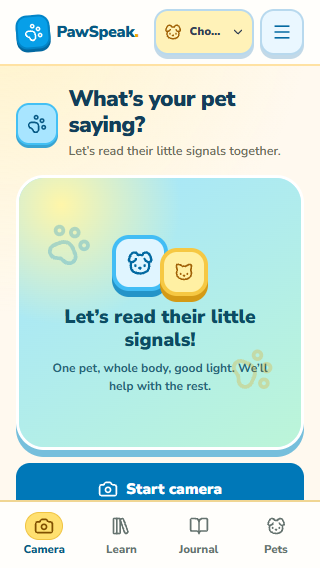 PawSpeak.
Cho...
What's your pet
saying?
Let's read their little signals together.
Let's read their little
signals!
One pet, whole body, good light. We'll
help with the rest.
Start camera
Camera
Learn
Journal
Pets